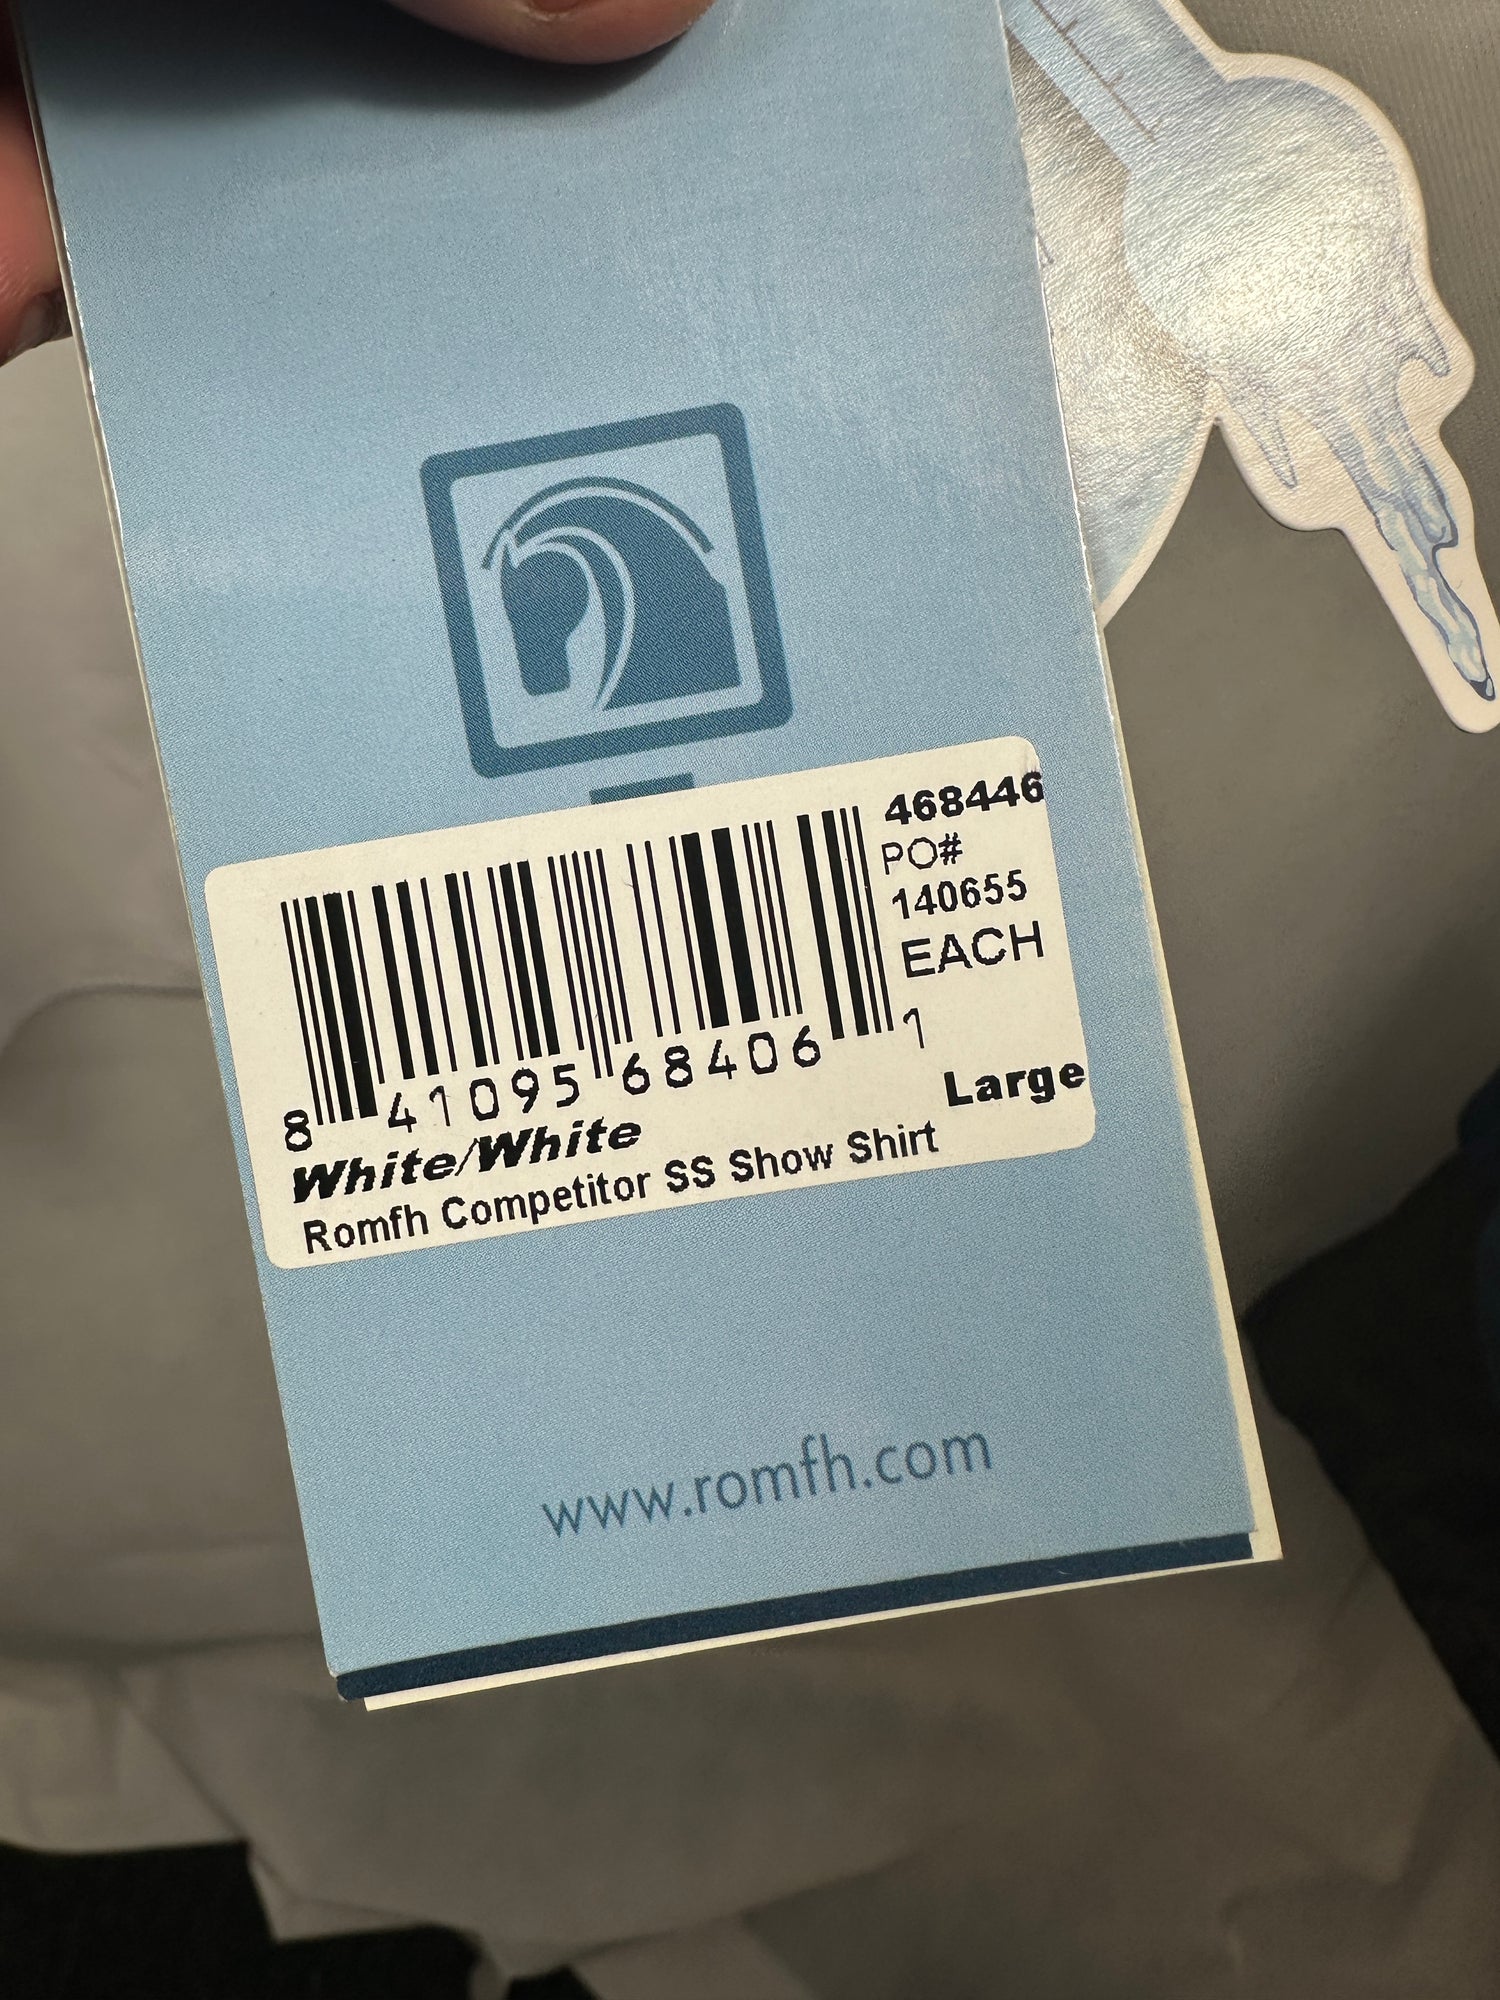 468446
PO#
140655
EACH
8 41095 68406 1
Large
White/White
Romfh Competitor SS Show Shirt
www.romfh.com